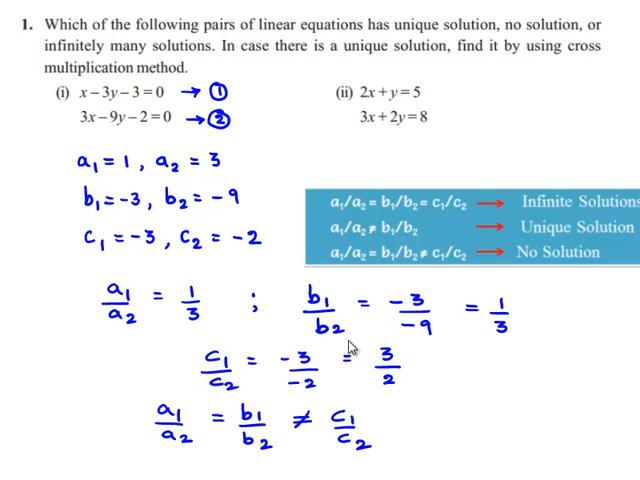 1. Which of the following pairs of linear equations has unique solution, no solution, or
infinitely many solutions. In case there is a unique solution, find it by using cross
multiplication method.
(i) x – 3y – 3 = 0 → ①
(ii) 2x + y = 5
3x – 9y – 2 = 0 → ②
3x + 2y = 8
a₁ = 1 , a₂ = 3
b₁ = -3 , b₂ = -9
c₁ = -3 , c₂ = -2
a₁/a₂ = b₁/b₂ = c₁/c₂ → Infinite Solutions
a₁/a₂ ≠ b₁/b₂ → Unique Solution
a₁/a₂ = b₁/b₂ ≠ c₁/c₂ → No Solution
a₁/a₂ = 1/3 ; b₁/b₂ = -3/-9 = 1/3
c₁/c₂ = -3/-2 = 3/2
a₁/a₂ = b₁/b₂ ≠ c₁/c₂